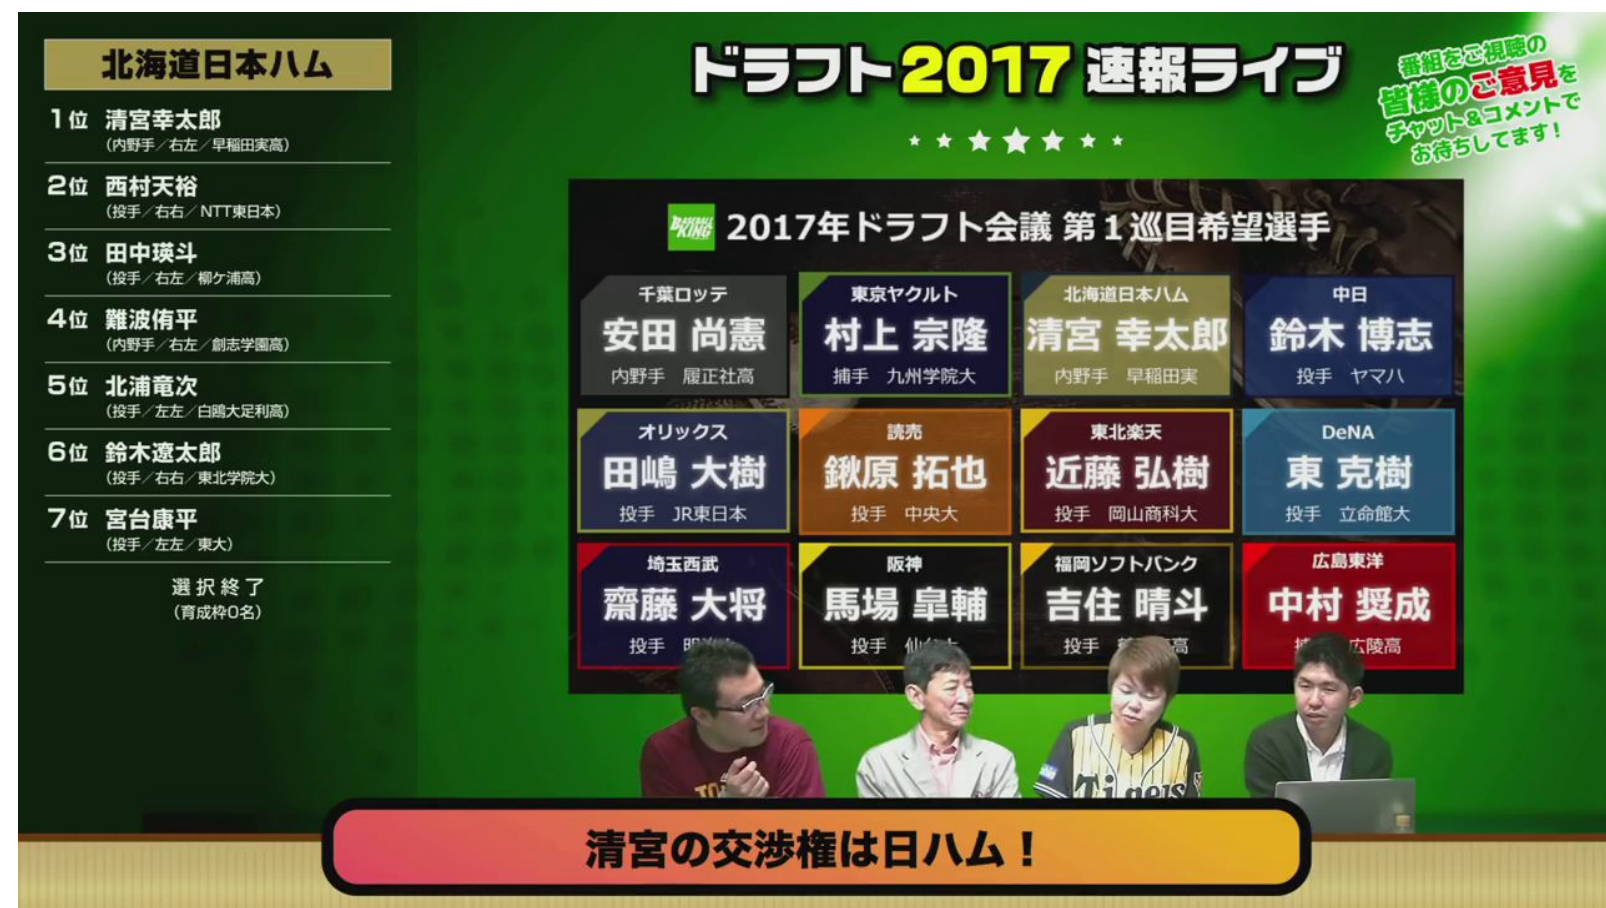 北海道日本ハム
1位 清宮幸太郎
(内野手／右左／早稲田実高)
2位 西村天裕
(投手／右右／NTT東日本)
3位 田中瑛斗
(投手／右左／柳ケ浦高)
4位 難波侑平
(内野手／右左／創志学園高)
5位 北浦竜次
(投手／左左／白鴎大足利高)
6位 鈴木遼太郎
(投手／右右／東北学院大)
7位 宮台康平
(投手／左左／東大)
選択終了
(育成枠0名)
ドラフト2017速報ライブ
番組をご視聴の
皆様のご意見を
チャット&コメントで
お待ちしてます!
BASEBALL KING 2017年ドラフト会議 第1巡目希望選手
千葉ロッテ
安田 尚憲
内野手 履正社高
東京ヤクルト
村上 宗隆
捕手 九州学院大
北海道日本ハム
清宮 幸太郎
内野手 早稲田実
中日
鈴木 博志
投手 ヤマハ
オリックス
田嶋 大樹
投手 JR東日本
読売
鍬原 拓也
投手 中央大
東北楽天
近藤 弘樹
投手 岡山商科大
DeNA
東 克樹
投手 立命館大
埼玉西武
齋藤 大将
投手
阪神
馬場 皐輔
投手 仙台大
福岡ソフトバンク
吉住 晴斗
投手 高
広島東洋
中村 奨成
広陵高
Tigers
清宮の交渉権は日ハム!